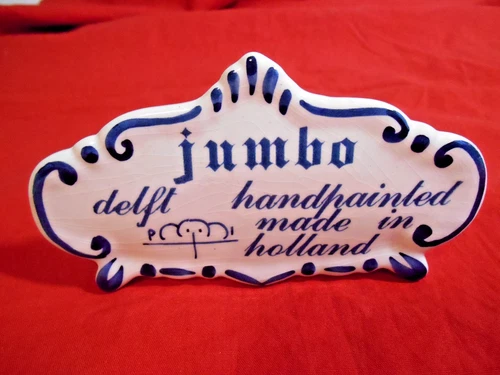 jumbo
delft handpainted
made in
holland